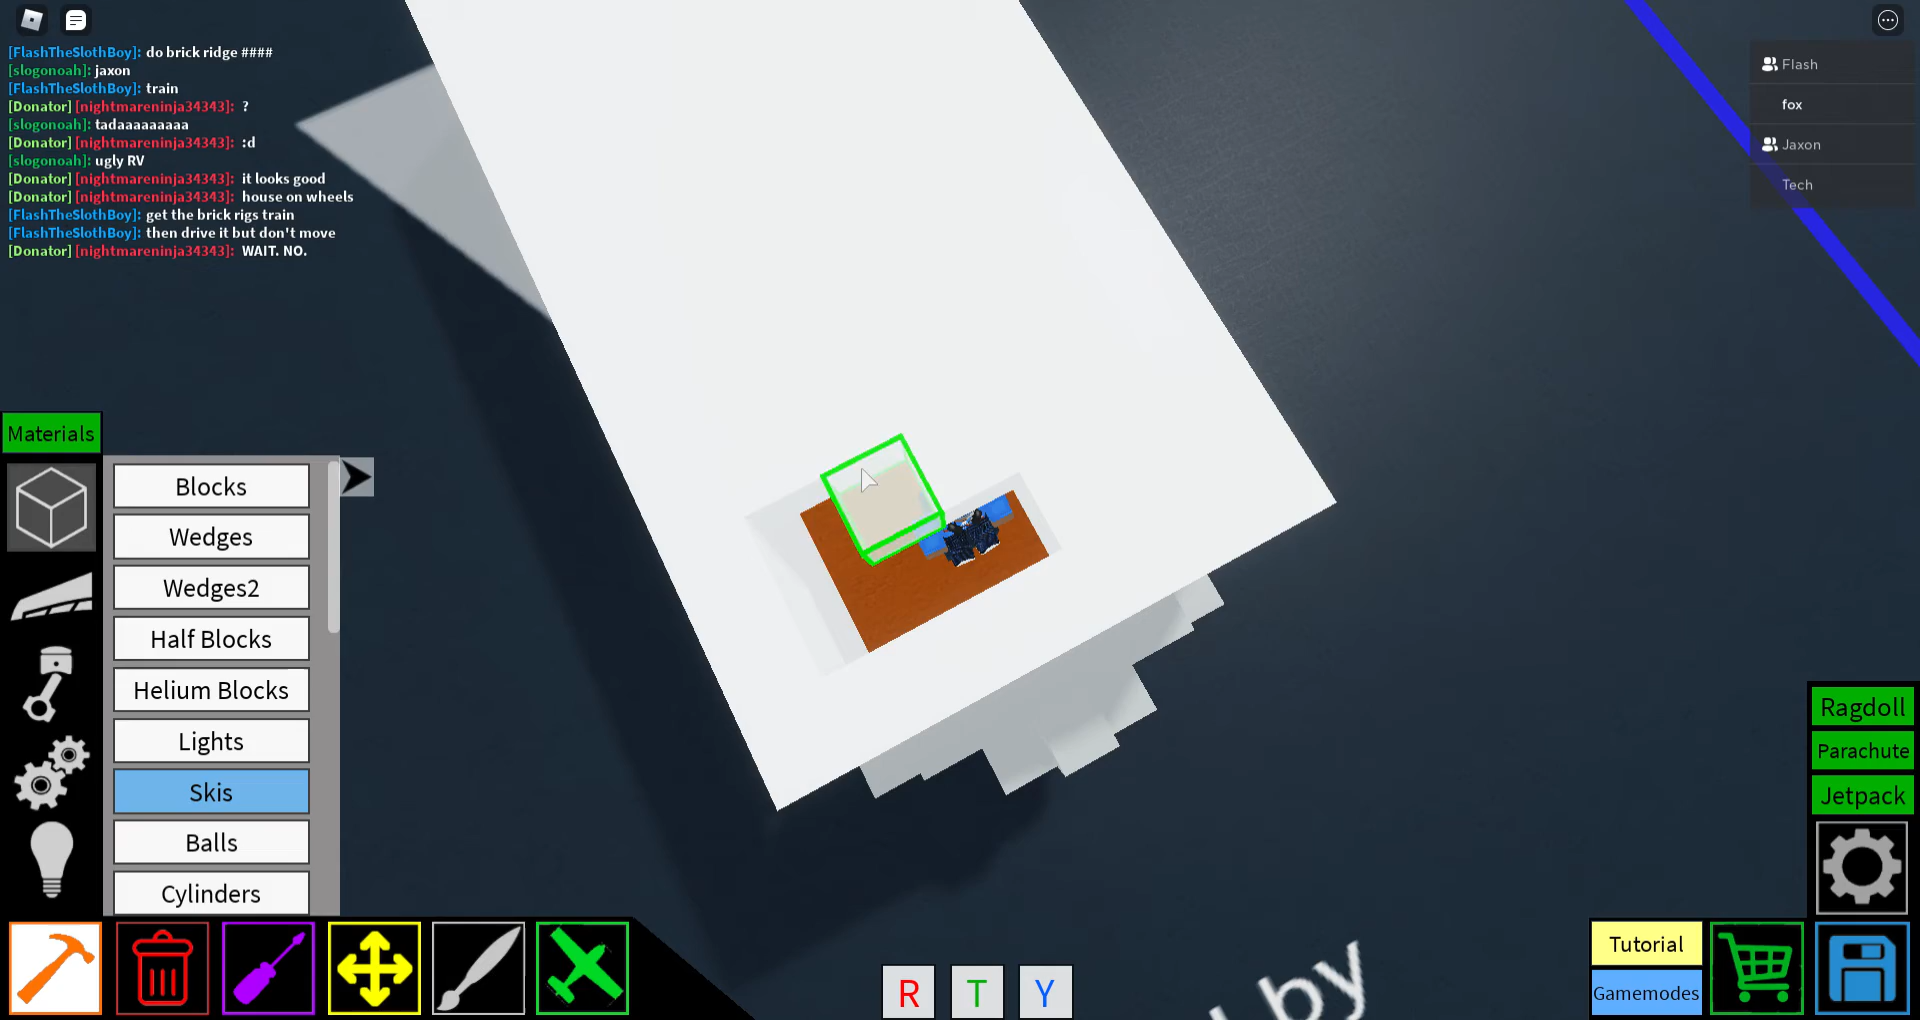 [FlashTheSlothBoy]: do brick ridge ####
[slogonoah]: jaxon
[FlashTheSlothBoy]: train
[Donator] [nightmareninja34343]: ?
[slogonoah]: tadaaaaaaaaa
[Donator] [nightmareninja34343]: :d
[slogonoah]: ugly RV
[Donator] [nightmareninja34343]: it looks good
[Donator] [nightmareninja34343]: house on wheels
[FlashTheSlothBoy]: get the brick rigs train
[FlashTheSlothBoy]: then drive it but don't move
[Donator] [nightmareninja34343]: WAIT. NO.
Flash
fox
Jaxon
Tech
Materials
Blocks
Wedges
Wedges2
Half Blocks
Helium Blocks
Lights
Skis
Balls
Cylinders
Ragdoll
Parachute
Jetpack
Tutorial
Gamemodes
R T Y
by